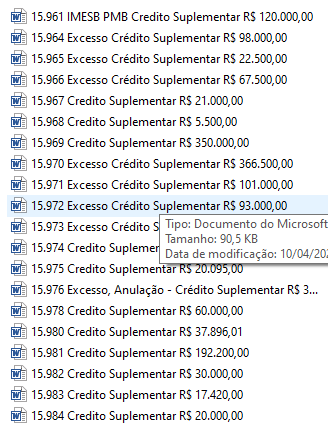 15.961 IMESB PMB Credito Suplementar R$ 120.000,00
15.964 Excesso Crédito Suplementar R$ 98.000,00
15.965 Excesso Crédito Suplementar R$ 22.500,00
15.966 Excesso Crédito Suplementar R$ 67.500,00
15.967 Credito Suplementar R$ 21.000,00
15.968 Credito Suplementar R$ 5.500,00
15.969 Credito Suplementar R$ 350.000,00
15.970 Excesso Crédito Suplementar R$ 366.500,00
15.971 Excesso Crédito Suplementar R$ 101.000,00
15.972 Excesso Crédito Suplementar R$ 93.000,00
15.973 Excesso Crédito S
Tipo: Documento do Microsoft
Tamanho: 90,5 KB
Data de modificação: 10/04/202
15.974 Credito Suplementar
15.975 Credito Suplementar R$ 20.095,00
15.976 Excesso, Anulação - Crédito Suplementar R$ 3...
15.978 Credito Suplementar R$ 60.000,00
15.980 Credito Suplementar R$ 37.896,01
15.981 Credito Suplementar R$ 192.200,00
15.982 Credito Suplementar R$ 30.000,00
15.983 Credito Suplementar R$ 17.420,00
15.984 Credito Suplementar R$ 20.000,00